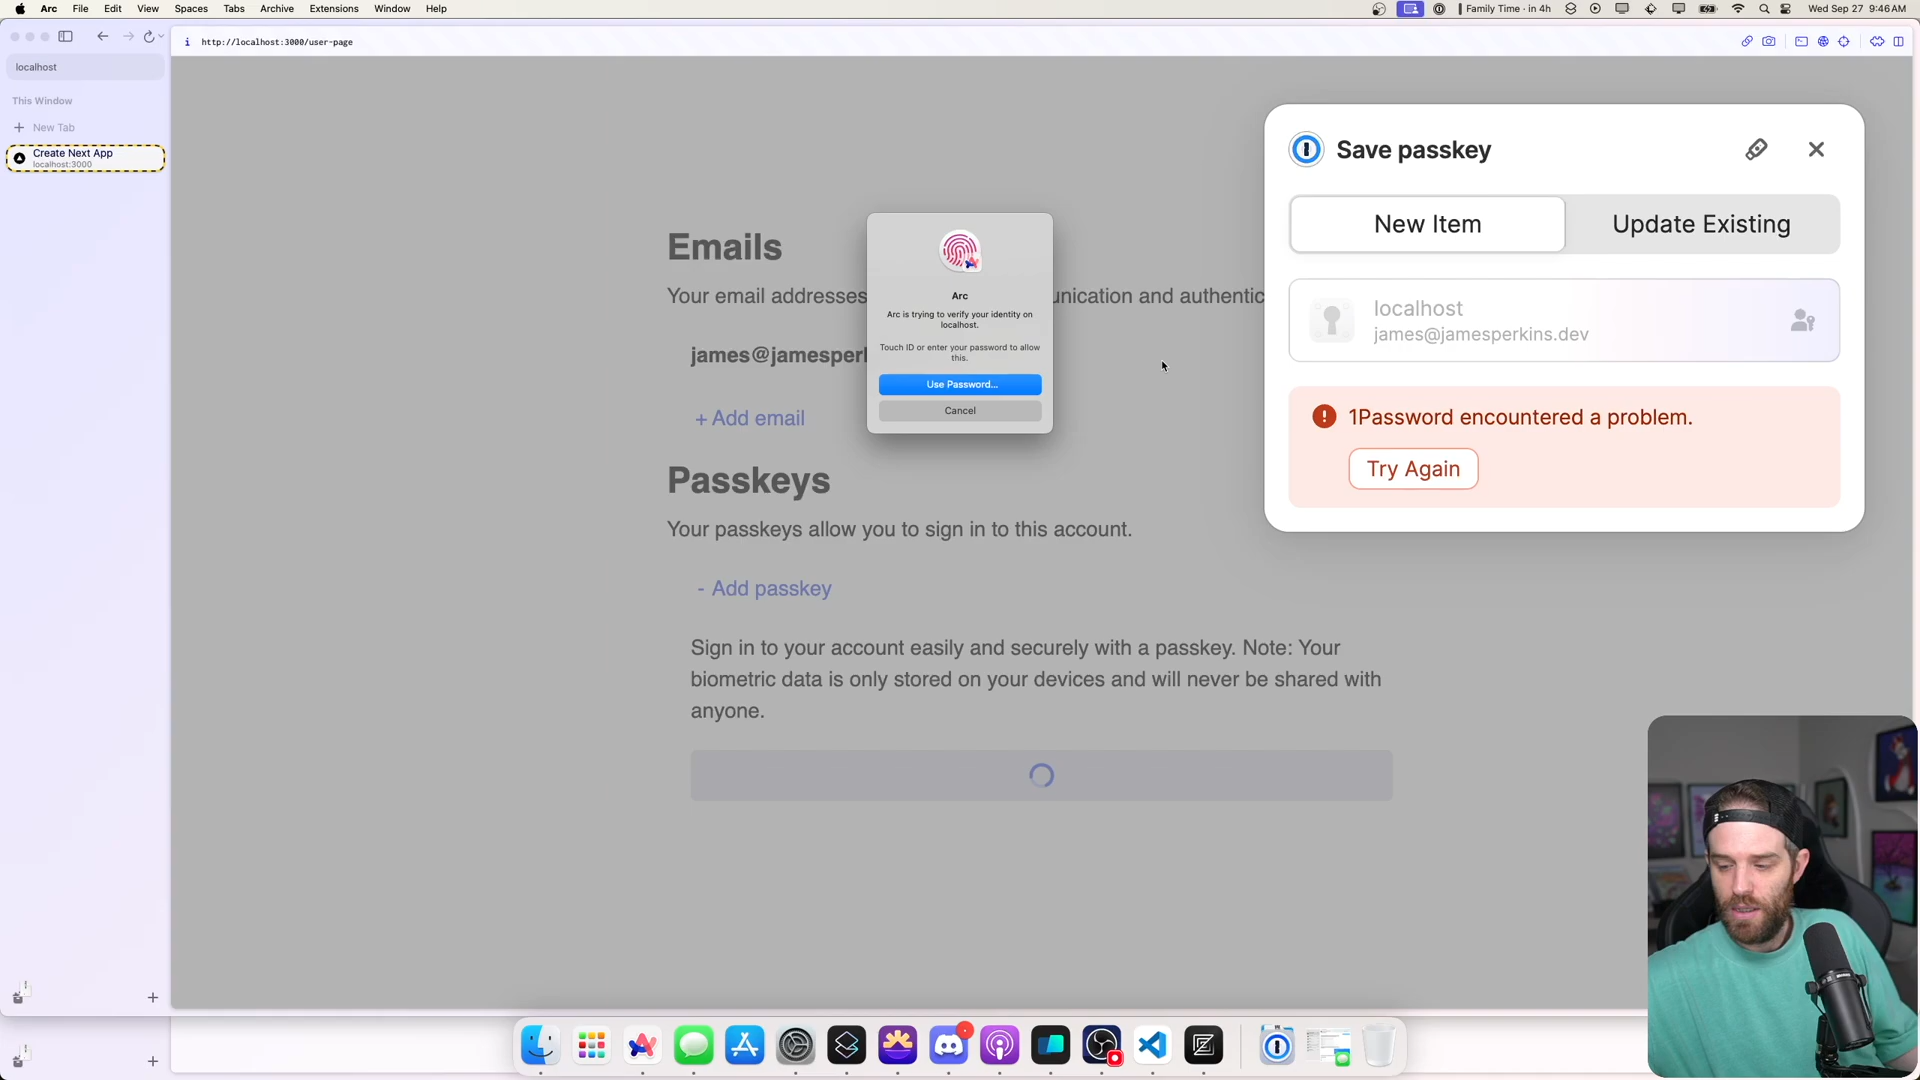 Arc File Edit View Spaces Tabs Archive Extensions Window Help
Family Time · in 4h
Wed Sep 27 9:46 AM
http://localhost:3000/user-page
localhost
This Window
+ New Tab
Create Next App
localhost:3000
Emails
Your email addresses
unication and authentic
james@jamesperk
+ Add email
Passkeys
Your passkeys allow you to sign in to this account.
- Add passkey
Sign in to your account easily and securely with a passkey. Note: Your
biometric data is only stored on your devices and will never be shared with
anyone.
Arc
Arc is trying to verify your identity on
localhost.
Touch ID or enter your password to allow
this.
Use Password...
Cancel
Save passkey
New Item
Update Existing
localhost
james@jamesperkins.dev
1Password encountered a problem.
Try Again